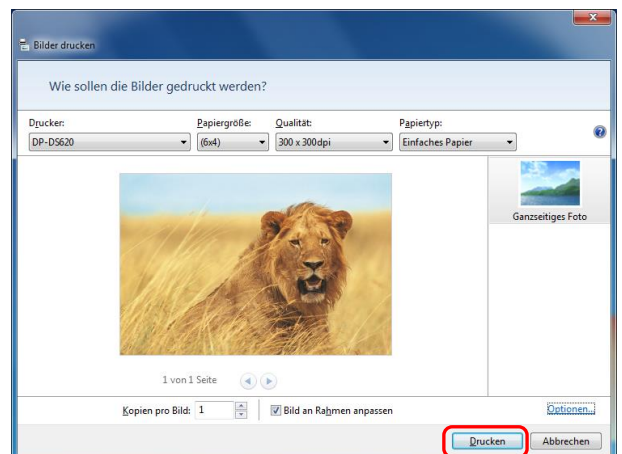 Bilder drucken
Wie sollen die Bilder gedruckt werden?
Drucker: Papiergröße: Qualität: Papiertyp:
DP-DS620 (6x4) 300 x 300dpi Einfaches Papier
Ganzseitiges Foto
1 von 1 Seite
Kopien pro Bild: 1 Bild an Rahmen anpassen Optionen...
Drucken Abbrechen